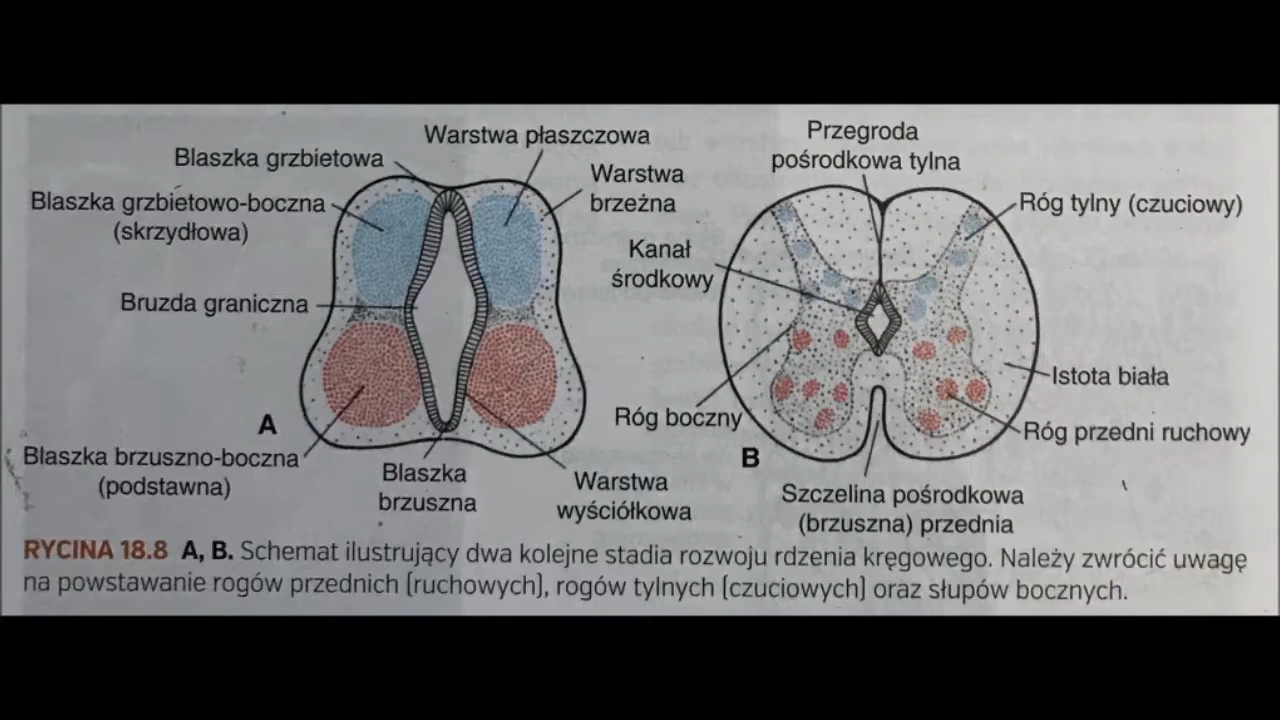 Warstwa płaszczowa
Blaszka grzbietowa
Warstwa
brzeżna
Blaszka grzbietowo-boczna
(skrzydłowa)
Bruzda graniczna
A
Blaszka brzuszno-boczna
(podstawna)
Blaszka
brzuszna
Warstwa
wyściółkowa
Przegroda
pośrodkowa tylna
Róg tylny (czuciowy)
Kanał
środkowy
Istota biała
Róg boczny
Róg przedni ruchowy
B
Szczelina pośrodkowa
(brzuszna) przednia
RYCINA 18.8 A, B. Schemat ilustrujący dwa kolejne stadia rozwoju rdzenia kręgowego. Należy zwrócić uwagę
na powstawanie rogów przednich (ruchowych), rogów tylnych (czuciowych) oraz słupów bocznych.